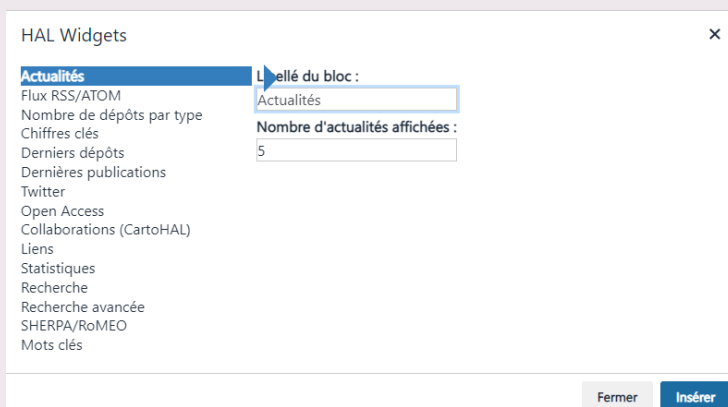 HAL Widgets
Actualités
Flux RSS/ATOM
Nombre de dépôts par type
Chiffres clés
Derniers dépôts
Dernières publications
Twitter
Open Access
Collaborations (CartoHAL)
Liens
Statistiques
Recherche
Recherche avancée
SHERPA/RoMEO
Mots clés
Libellé du bloc :
Actualités
Nombre d'actualités affichées :
5
Fermer
Insérer